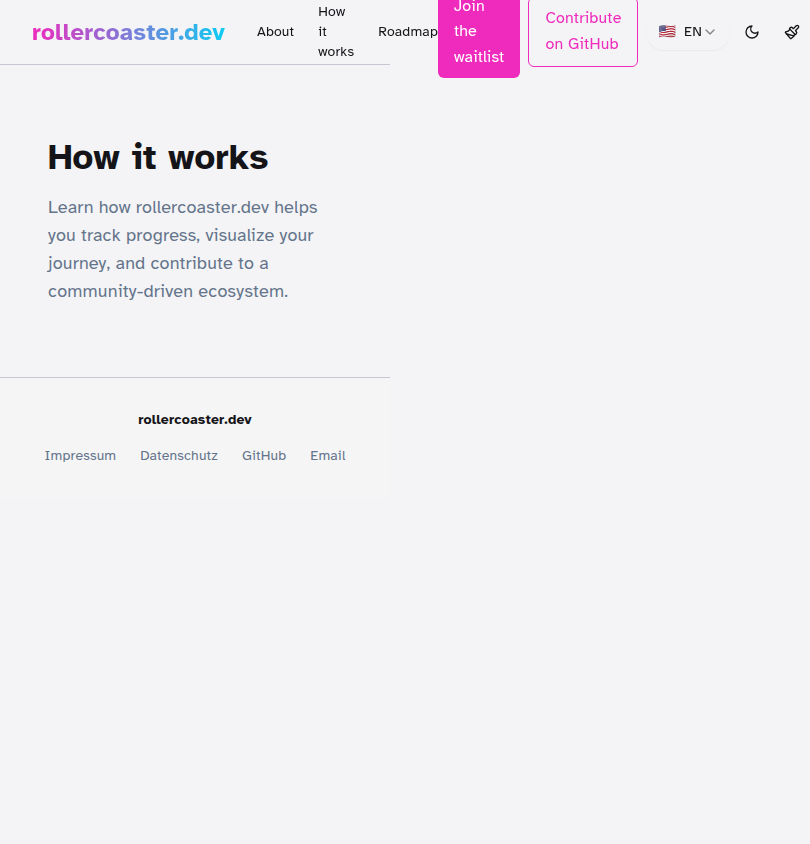 rollercoaster.dev
About
How
it
works
Roadmap
Join
the
waitlist
Contribute
on GitHub
EN
How it works
Learn how rollercoaster.dev helps
you track progress, visualize your
journey, and contribute to a
community-driven ecosystem.
rollercoaster.dev
Impressum Datenschutz GitHub Email